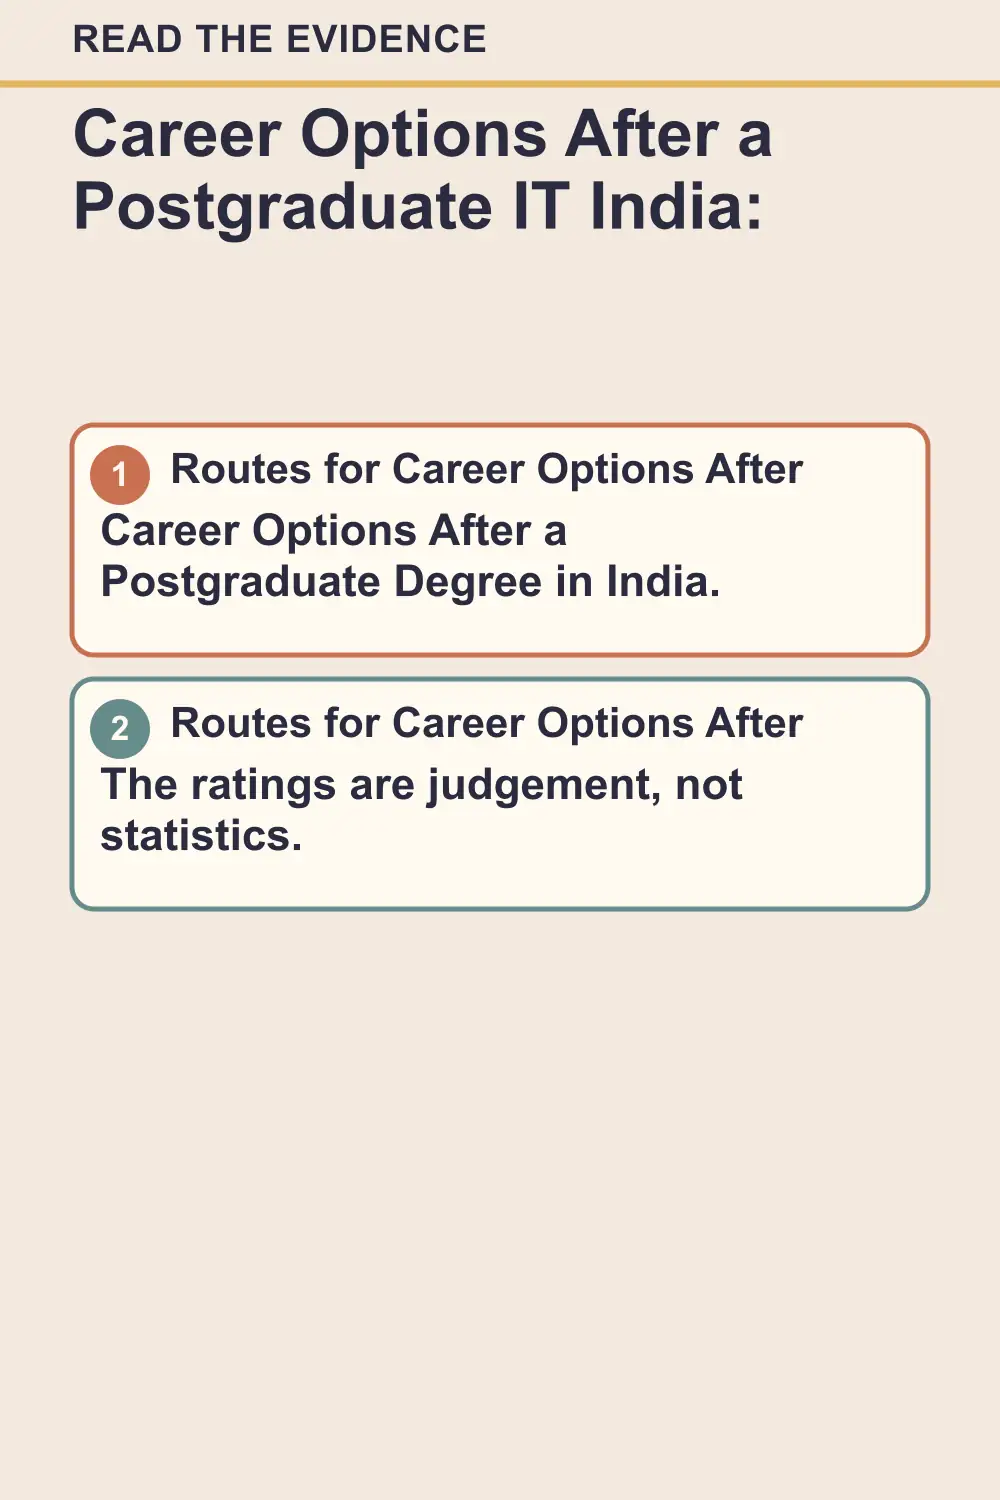 READ THE EVIDENCE
Career Options After a
Postgraduate IT India:
1 Routes for Career Options After
Career Options After a
Postgraduate Degree in India.
2 Routes for Career Options After
The ratings are judgement, not
statistics.